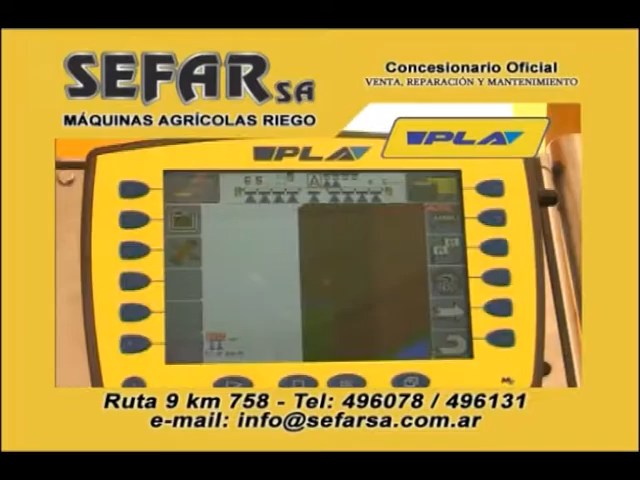 SEFAR SA
MÁQUINAS AGRÍCOLAS RIEGO
Concesionario Oficial
VENTA, REPARACIÓN Y MANTENIMIENTO
PLA
PLA
Ruta 9 km 758 - Tel: 496078 / 496131
e-mail: info@sefarsa.com.ar